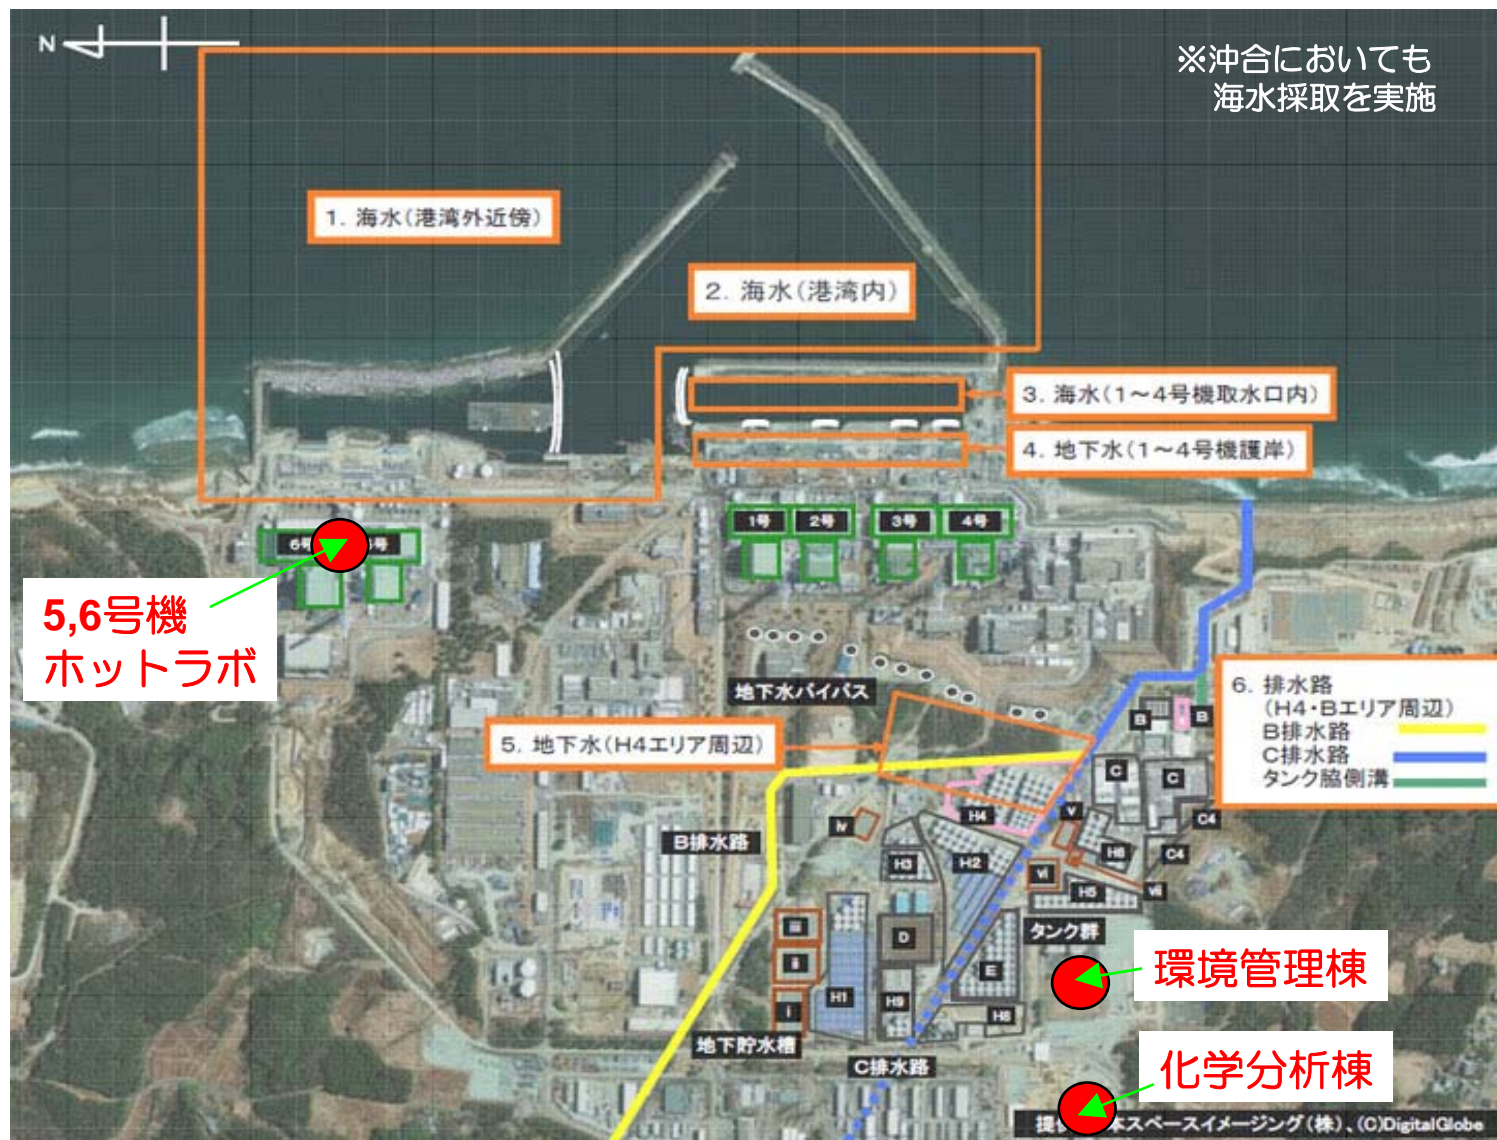 N
※沖合においても
海水採取を実施
1. 海水(港湾外近傍)
2. 海水(港湾内)
3. 海水(1～4号機取水口内)
4. 地下水(1～4号機護岸)
1号
2号
3号
4号
6号
号
5,6号機
ホットラボ
地下水バイパス
5. 地下水(H4エリア周辺)
6. 排水路
(H4・Bエリア周辺)
B排水路
C排水路
タンク脇側溝
B
B
C
C
C4
C4
H4
v
iv
B排水路
H3
H2
H6
vi
H5
vii
iii
ii
i
D
E
タンク群
H1
H9
H8
環境管理棟
地下貯水槽
C排水路
化学分析棟
提
本スペースイメージング(株)、(C)DigitalGlobe